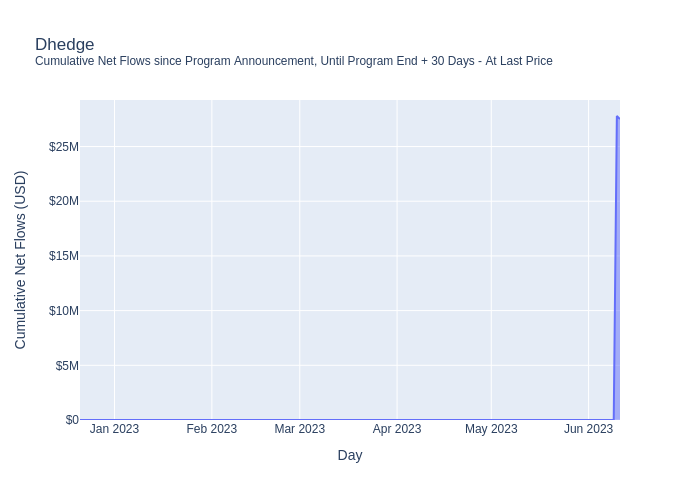 Dhedge
Cumulative Net Flows since Program Announcement, Until Program End + 30 Days - At Last Price
Cumulative Net Flows (USD)
$25M
$20M
$15M
$10M
$5M
$0
Jan 2023 Feb 2023 Mar 2023 Apr 2023 May 2023 Jun 2023
Day